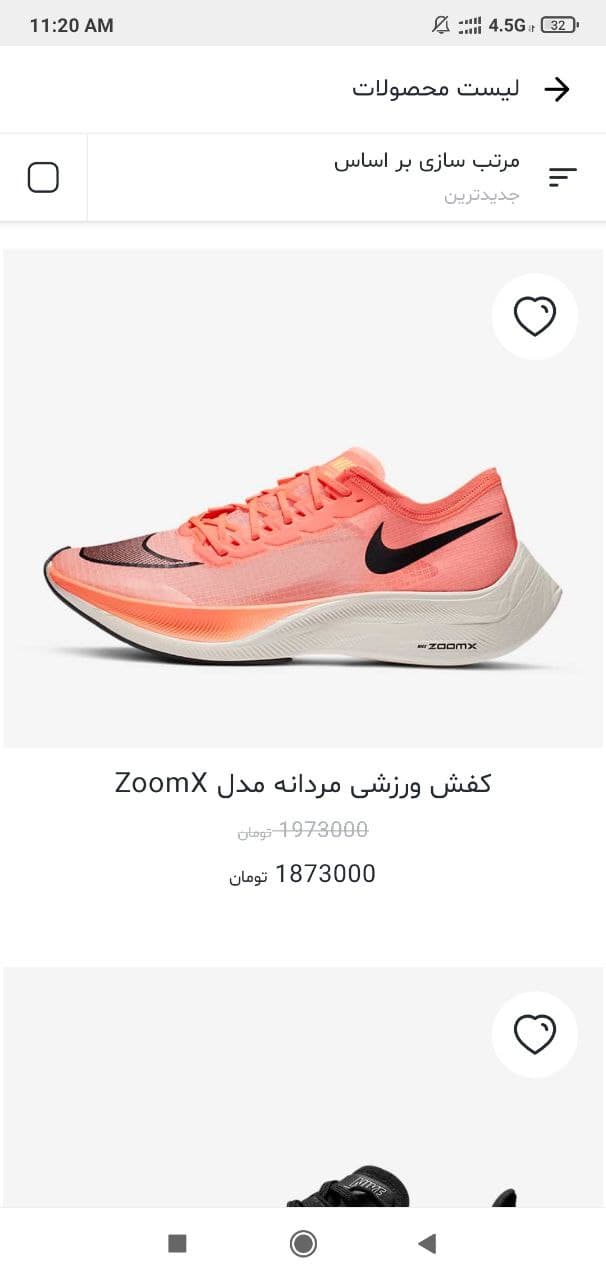 11:20 AM
4.5G
32
لیست محصولات
مرتب سازی بر اساس
جدیدترین
ZOOMX
کفش ورزشی مردانه مدل ZoomX
1973000 تومان
1873000 تومان
NIKE